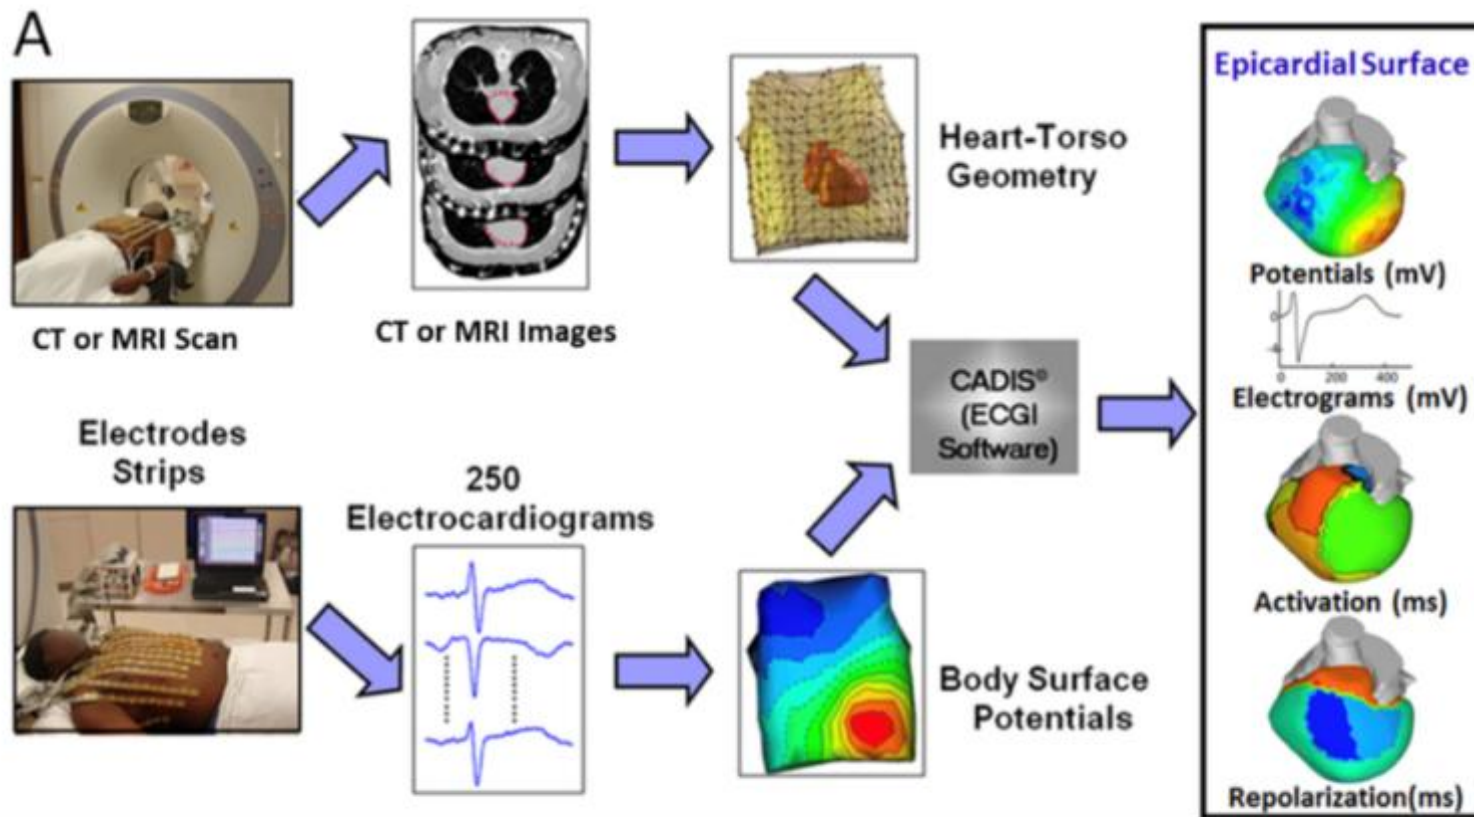 A
CT or MRI Scan
CT or MRI Images
Heart-Torso
Geometry
Electrodes
Strips
250
Electrocardiograms
Body Surface
Potentials
CADIS®
(ECGI
Software)
Epicardial Surface
Potentials (mV)
0
0
200
400
Electrograms (mV)
Activation (ms)
Repolarization(ms)